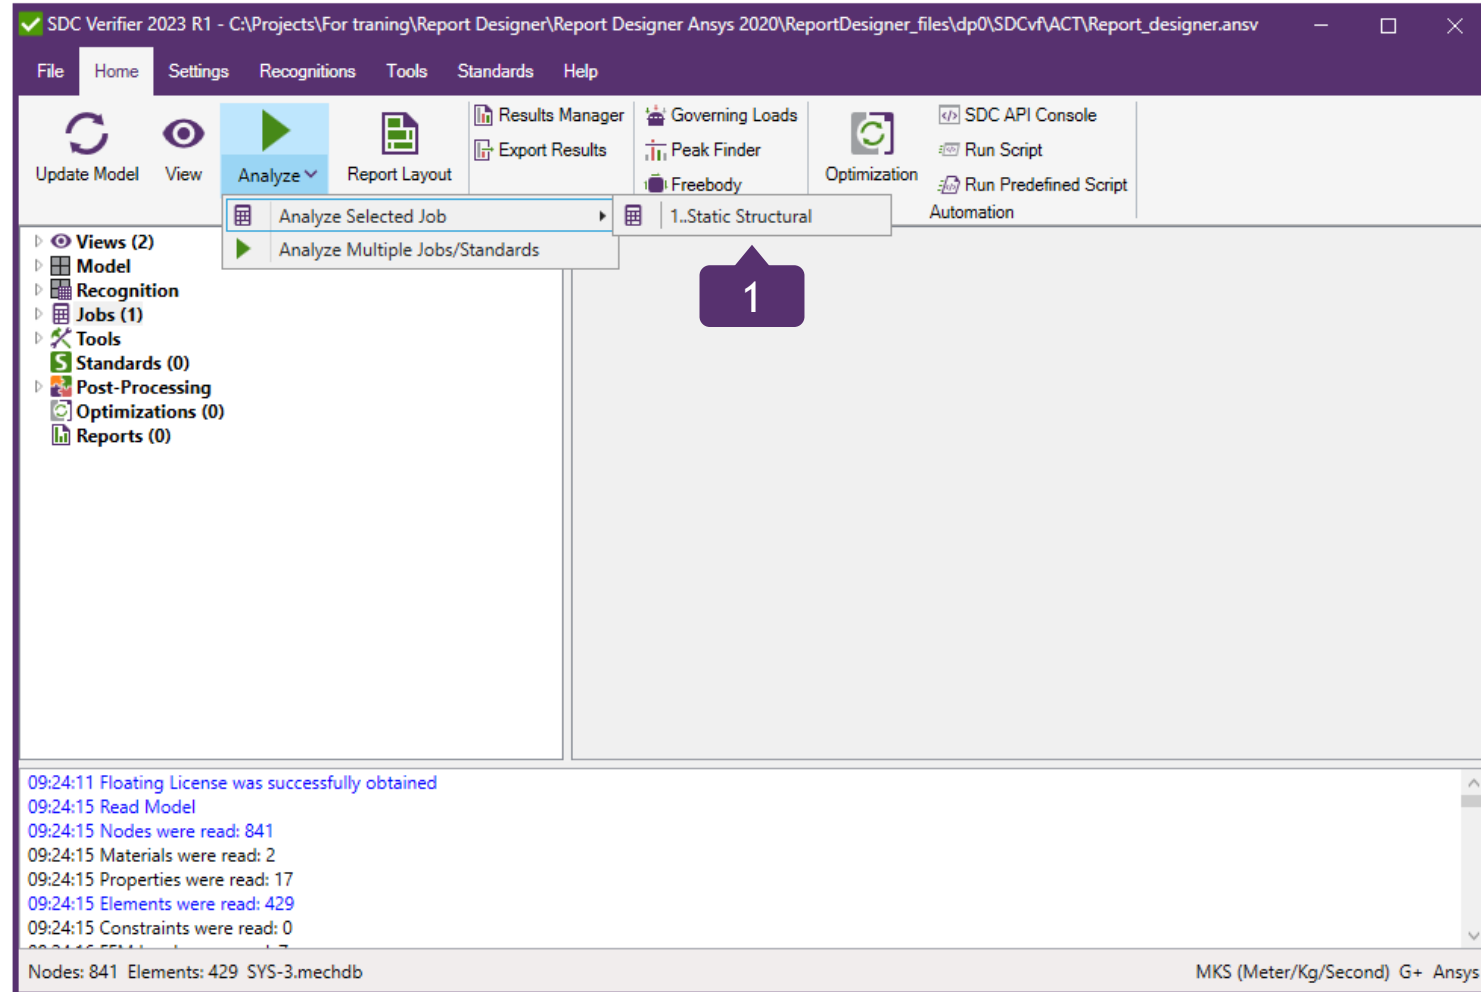 SDC Verifier 2023 R1 - C:\Projects\For traning\Report Designer\Report Designer Ansys 2020\ReportDesigner_files\dp0\SDCvf\ACT\Report_designer.ansv
File Home Settings Recognitions Tools Standards Help
Update Model View Analyze Report Layout
Results Manager
Export Results
Governing Loads
Peak Finder
Freebody
Optimization
SDC API Console
Run Script
Run Predefined Script
Automation
Analyze Selected Job
Analyze Multiple Jobs/Standards
1..Static Structural
1
Views (2)
Model
Recognition
Jobs (1)
Tools
Standards (0)
Post-Processing
Optimizations (0)
Reports (0)
09:24:11 Floating License was successfully obtained
09:24:15 Read Model
09:24:15 Nodes were read: 841
09:24:15 Materials were read: 2
09:24:15 Properties were read: 17
09:24:15 Elements were read: 429
09:24:15 Constraints were read: 0
Nodes: 841 Elements: 429 SYS-3.mechdb
MKS (Meter/Kg/Second) G+ Ansys